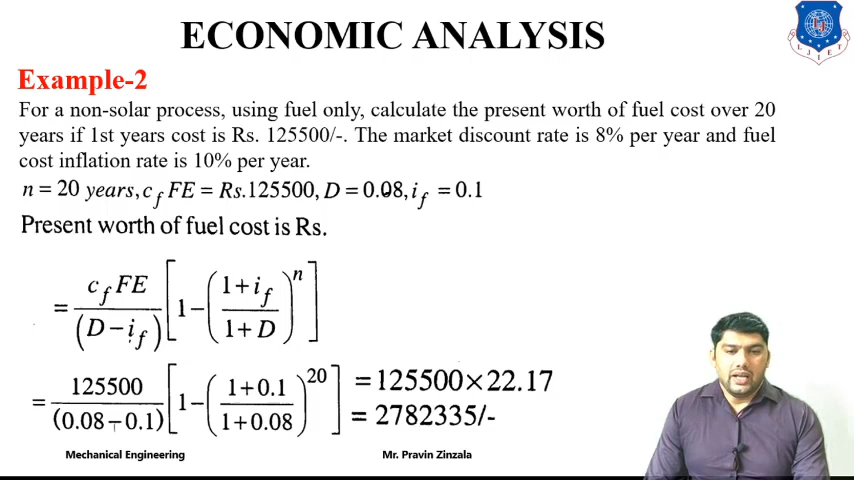 ECONOMIC ANALYSIS
LJIET
Example-2
For a non-solar process, using fuel only, calculate the present worth of fuel cost over 20
years if 1st years cost is Rs. 125500/-. The market discount rate is 8% per year and fuel
cost inflation rate is 10% per year.
n = 20 years, c_f FE = Rs.125500, D = 0.08, i_f = 0.1
Present worth of fuel cost is Rs.
= c_f FE / (D − i_f) [1 − ((1 + i_f) / (1 + D))^n]
= 125500 / (0.08 − 0.1) [1 − ((1 + 0.1) / (1 + 0.08))^20] = 125500 × 22.17
= 2782335/-
Mechanical Engineering
Mr. Pravin Zinzala